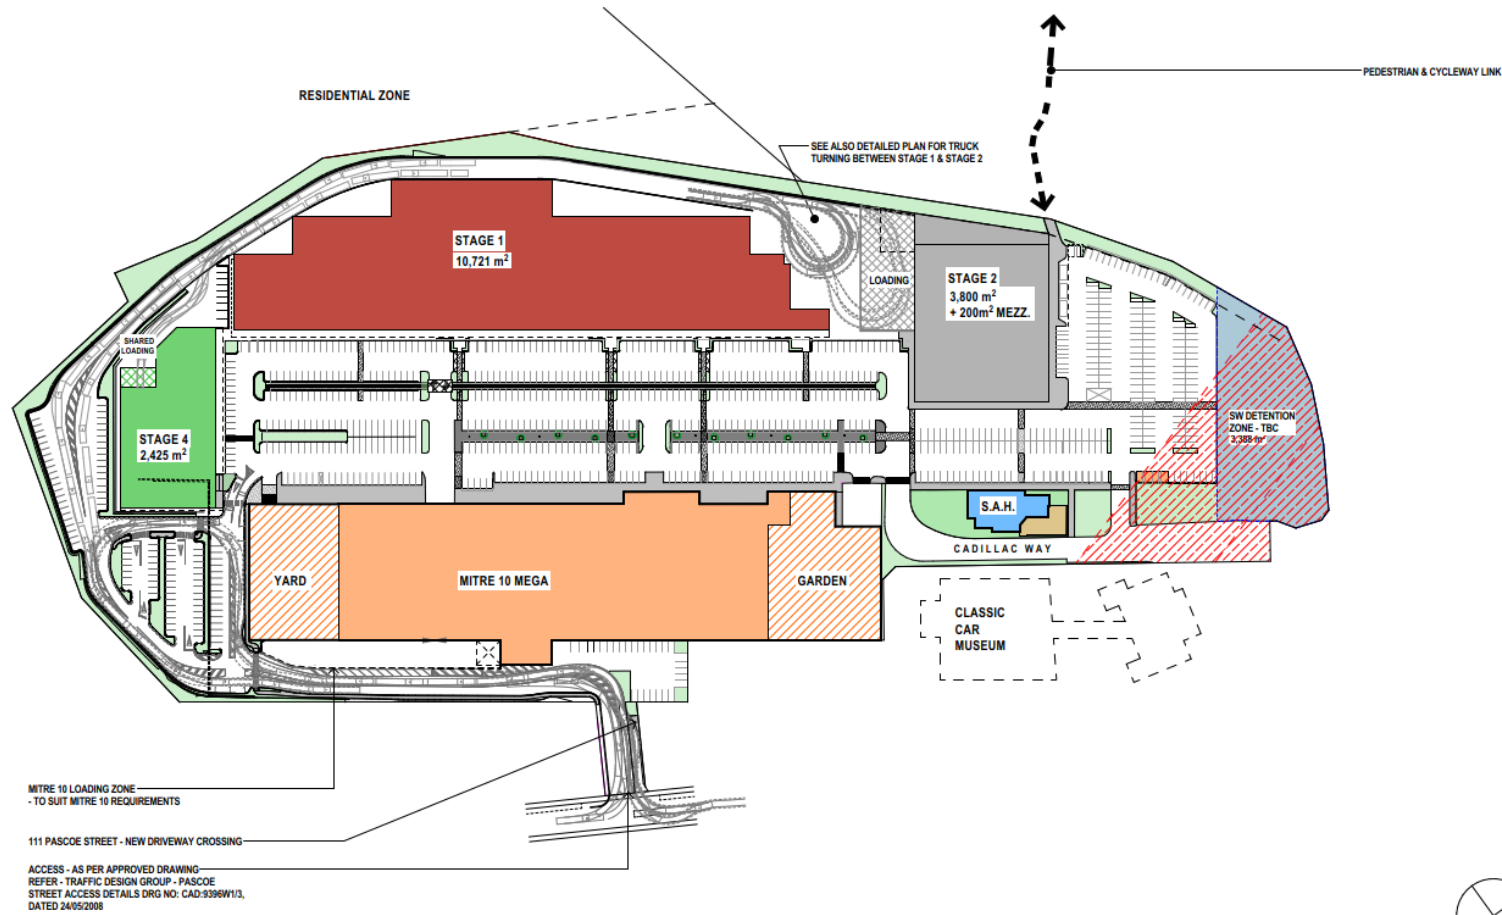 PEDESTRIAN & CYCLEWAY LINK
RESIDENTIAL ZONE
SEE ALSO DETAILED PLAN FOR TRUCK
TURNING BETWEEN STAGE 1 & STAGE 2
STAGE 1
10,721 m²
LOADING
STAGE 2
3,800 m²
+ 200m² MEZZ.
SHARED
LOADING
STAGE 4
2,425 m²
SW DETENTION
ZONE - TBC
3,388 m²
S.A.H.
CADILLAC WAY
YARD
MITRE 10 MEGA
GARDEN
CLASSIC
CAR
MUSEUM
MITRE 10 LOADING ZONE
- TO SUIT MITRE 10 REQUIREMENTS
111 PASCOE STREET - NEW DRIVEWAY CROSSING
ACCESS - AS PER APPROVED DRAWING
REFER - TRAFFIC DESIGN GROUP - PASCOE
STREET ACCESS DETAILS DRG NO: CAD:9396W1/3,
DATED 24/05/2008